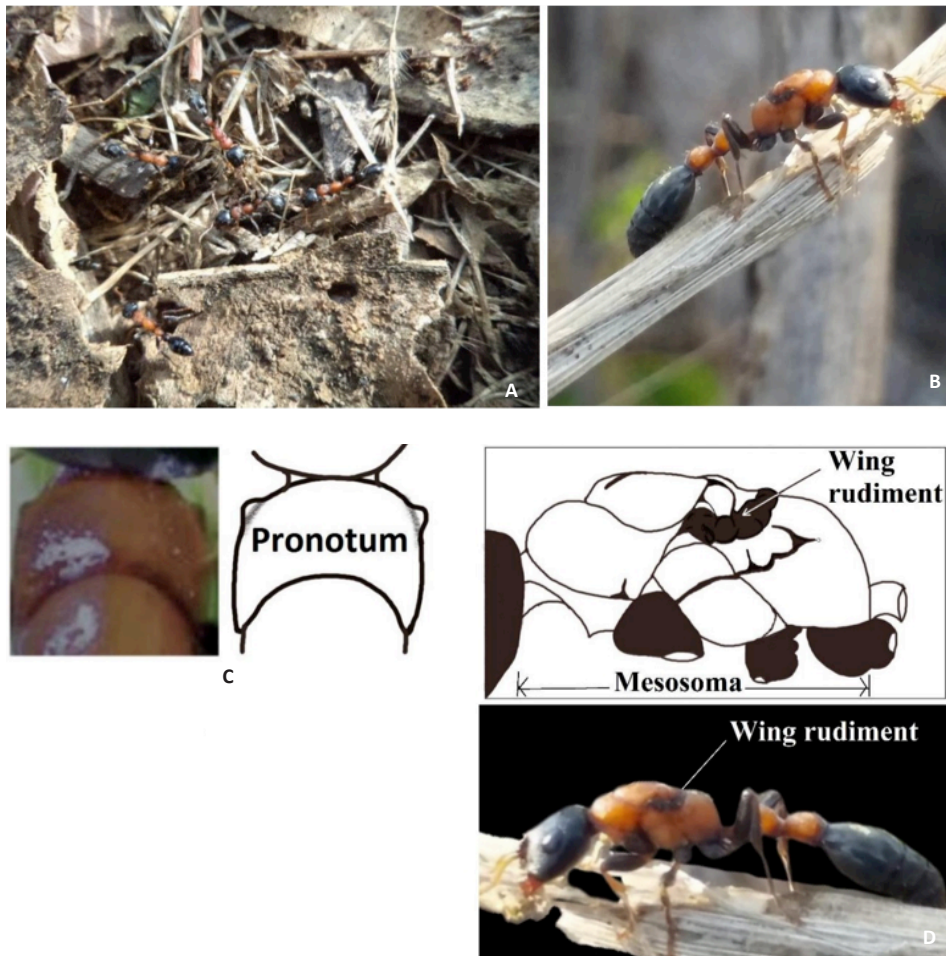 A
B
Pronotum
C
Wing
rudiment
Mesosoma
Wing rudiment
D